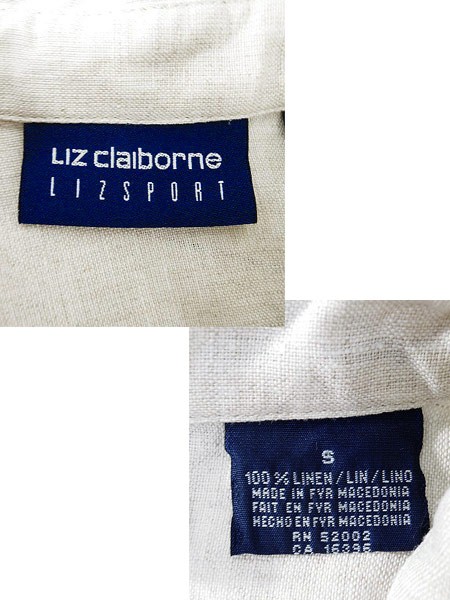 Liz claiborne
LIZSPORT
S
100% LINEN/LIN/LINO
MADE IN FYR MACEDONIA
FAIT EN FYR MACEDONIA
HECHO EN FYR MACEDONIA
RN 52002
CA 16396